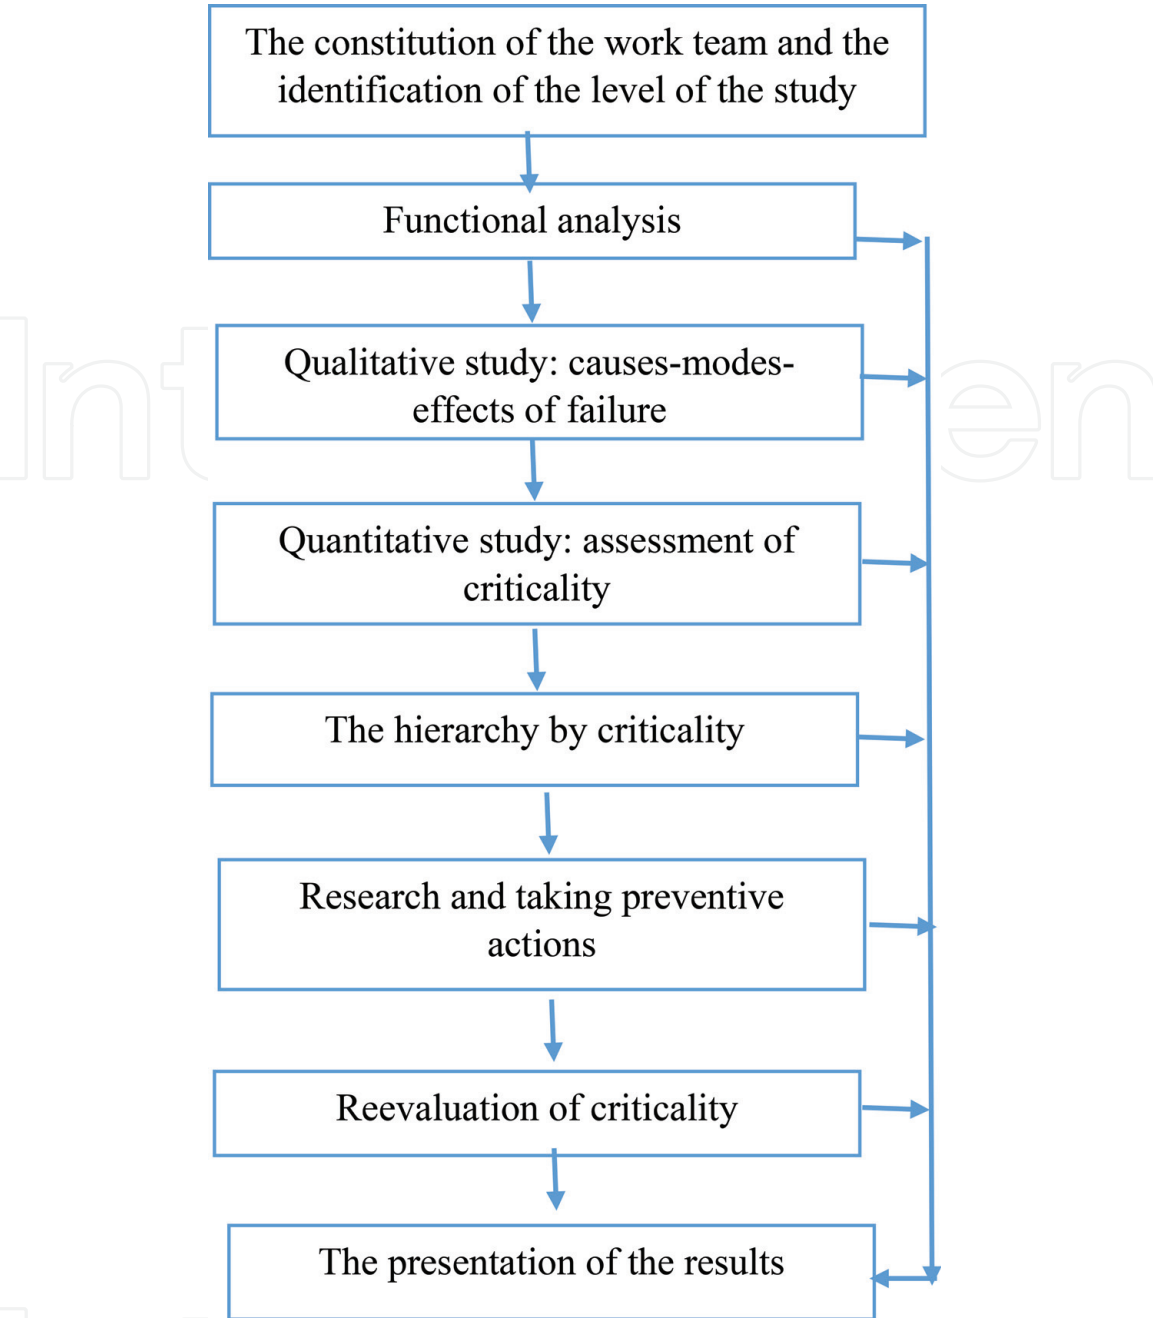 The constitution of the work team and the
identification of the level of the study
Functional analysis
Qualitative study: causes-modes-
effects of failure
Quantitative study: assessment of
criticality
The hierarchy by criticality
Research and taking preventive
actions
Reevaluation of criticality
The presentation of the results